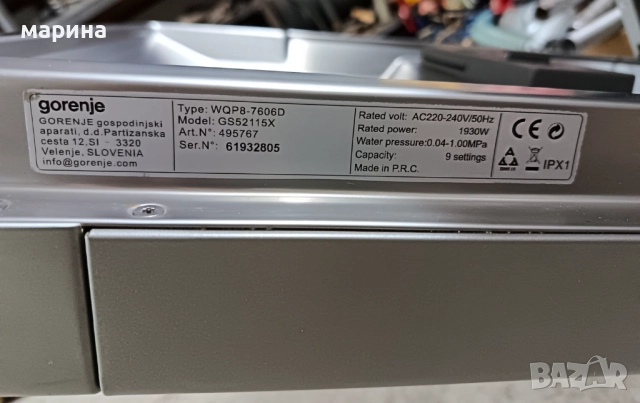 марина
gorenje
GORENJE gospodinjski
aparati, d.d.Partizanska
cesta 12,SI - 3320
Velenje, SLOVENIA
info@gorenje.com
Type: WQP8-7606D
Model: GS52115X
Art.N°: 495767
Ser.N°: 61932805
Rated volt: AC220-240V/50Hz
Rated power: 1930W
Water pressure:0.04-1.00MPa
Capacity: 9 settings
Made in P.R.C.
CE
IPX1
BAZAR